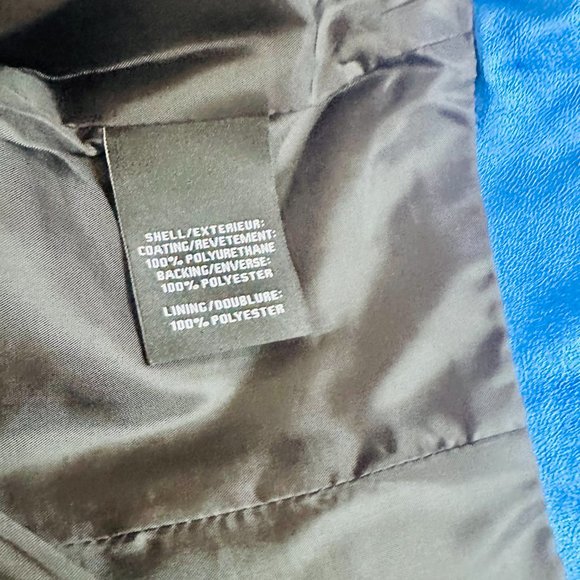 SHELL/EXTERIEUR:
COATING/REVETEMENT:
100% POLYURETHANE
BACKING/ENVERSE:
100% POLYESTER
LINING/DOUBLURE:
100% POLYESTER